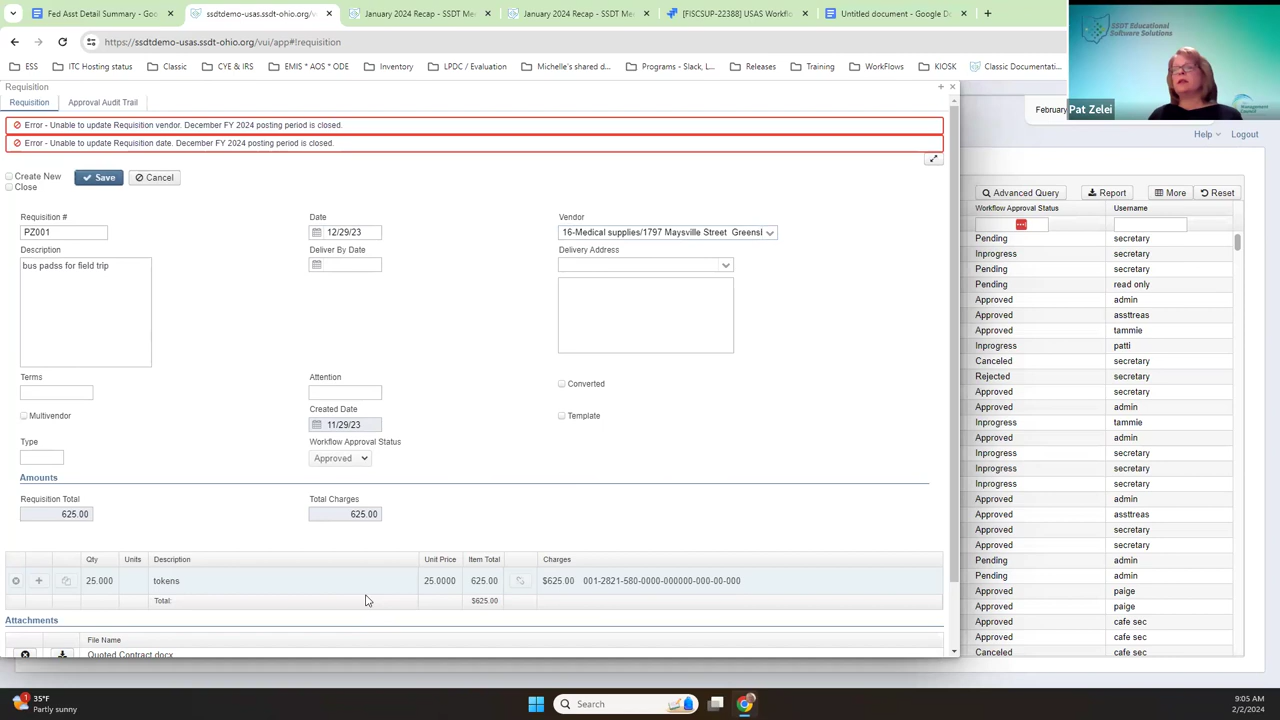 Fed Asst Detail Summary - Goo
ssdtdemo-usas.ssdt-ohio.org/vui
January 2024 Recap - SSDT Me
January 2024 Recap - SSDT Me
[FISCSUP-22388] USAS Workflo
Untitled document - Google Do
https://ssdtdemo-usas.ssdt-ohio.org/vui/app#!requisition
ESS
ITC Hosting status
Classic
CYE & IRS
EMIS * AOS * ODE
Inventory
LPDC / Evaluation
Michelle's shared d...
Programs - Slack, L...
Releases
Training
WorkFlows
KIOSK
Classic Documentati...
SSDT Educational
Software Solutions
Management
Council
Pat Zelei
February
Help
Logout
Requisition
Requisition
Approval Audit Trail
Error - Unable to update Requisition vendor. December FY 2024 posting period is closed.
Error - Unable to update Requisition date. December FY 2024 posting period is closed.
Create New
Close
Save
Cancel
Requisition #
PZ001
Date
12/29/23
Vendor
16-Medical supplies/1797 Maysville Street Greensl
Description
bus padss for field trip
Deliver By Date
Delivery Address
Terms
Attention
Converted
Multivendor
Created Date
11/29/23
Template
Type
Workflow Approval Status
Approved
Amounts
Requisition Total
625.00
Total Charges
625.00
Qty Units Description Unit Price Item Total Charges
25.000 tokens 25.0000 625.00 $625.00 001-2821-580-0000-000000-000-00-000
Total: $625.00
Attachments
File Name
Quoted Contract.docx
Advanced Query
Report
More
Reset
Workflow Approval Status Username
Pending secretary
Inprogress secretary
Pending secretary
Pending read only
Approved admin
Approved assttreas
Approved tammie
Inprogress patti
Canceled secretary
Rejected secretary
Approved secretary
Approved admin
Inprogress tammie
Approved admin
Inprogress secretary
Inprogress secretary
Inprogress secretary
Approved admin
Approved assttreas
Approved secretary
Approved secretary
Pending admin
Pending admin
Approved paige
Approved paige
Approved cafe sec
Approved cafe sec
Canceled cafe sec
1
35°F
Partly sunny
Search
9:05 AM
2/2/2024